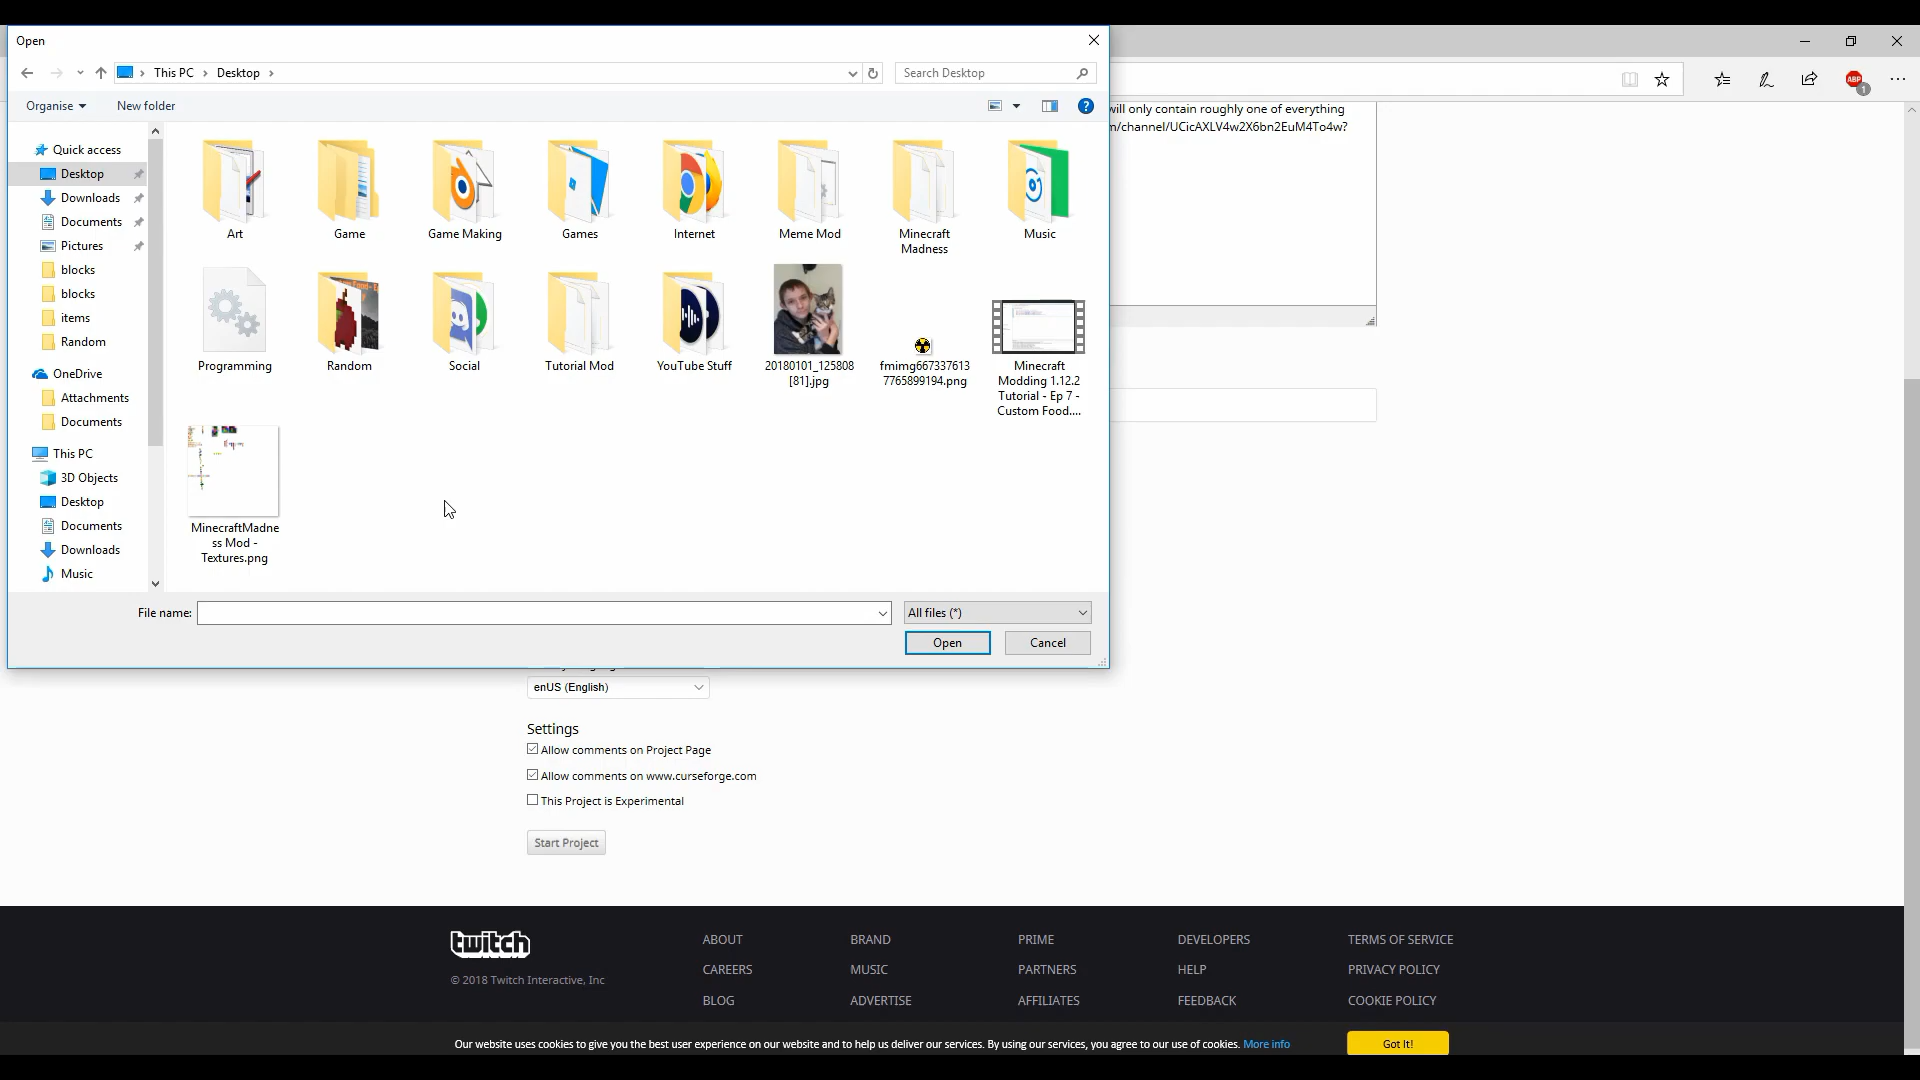 Open
This PC
Desktop
Search Desktop
Organise
New folder
ABP
1
will only contain roughly one of everything
m/channel/UCicAXLV4w2X6bn2EuM4To4w?
Quick access
Desktop
Downloads
Documents
Pictures
blocks
blocks
items
Random
OneDrive
Attachments
Documents
This PC
3D Objects
Desktop
Documents
Downloads
Music
Art
Game
Game Making
Games
Internet
Meme Mod
Minecraft
Madness
Music
Programming
Random
Social
Tutorial Mod
YouTube Stuff
20180101_125808
[81].jpg
fmimg667337613
7765899194.png
Minecraft
Modding 1.12.2
Tutorial - Ep 7 -
Custom Food....
MinecraftMadne
ss Mod -
Textures.png
File name:
All files (*)
Open
Cancel
enUS (English)
Settings
Allow comments on Project Page
Allow comments on www.curseforge.com
This Project is Experimental
Start Project
twitch
© 2018 Twitch Interactive, Inc
ABOUT
BRAND
PRIME
DEVELOPERS
TERMS OF SERVICE
CAREERS
MUSIC
PARTNERS
HELP
PRIVACY POLICY
BLOG
ADVERTISE
AFFILIATES
FEEDBACK
COOKIE POLICY
Our website uses cookies to give you the best user experience on our website and to help us deliver our services. By using our services, you agree to our use of cookies. More info
Got It!